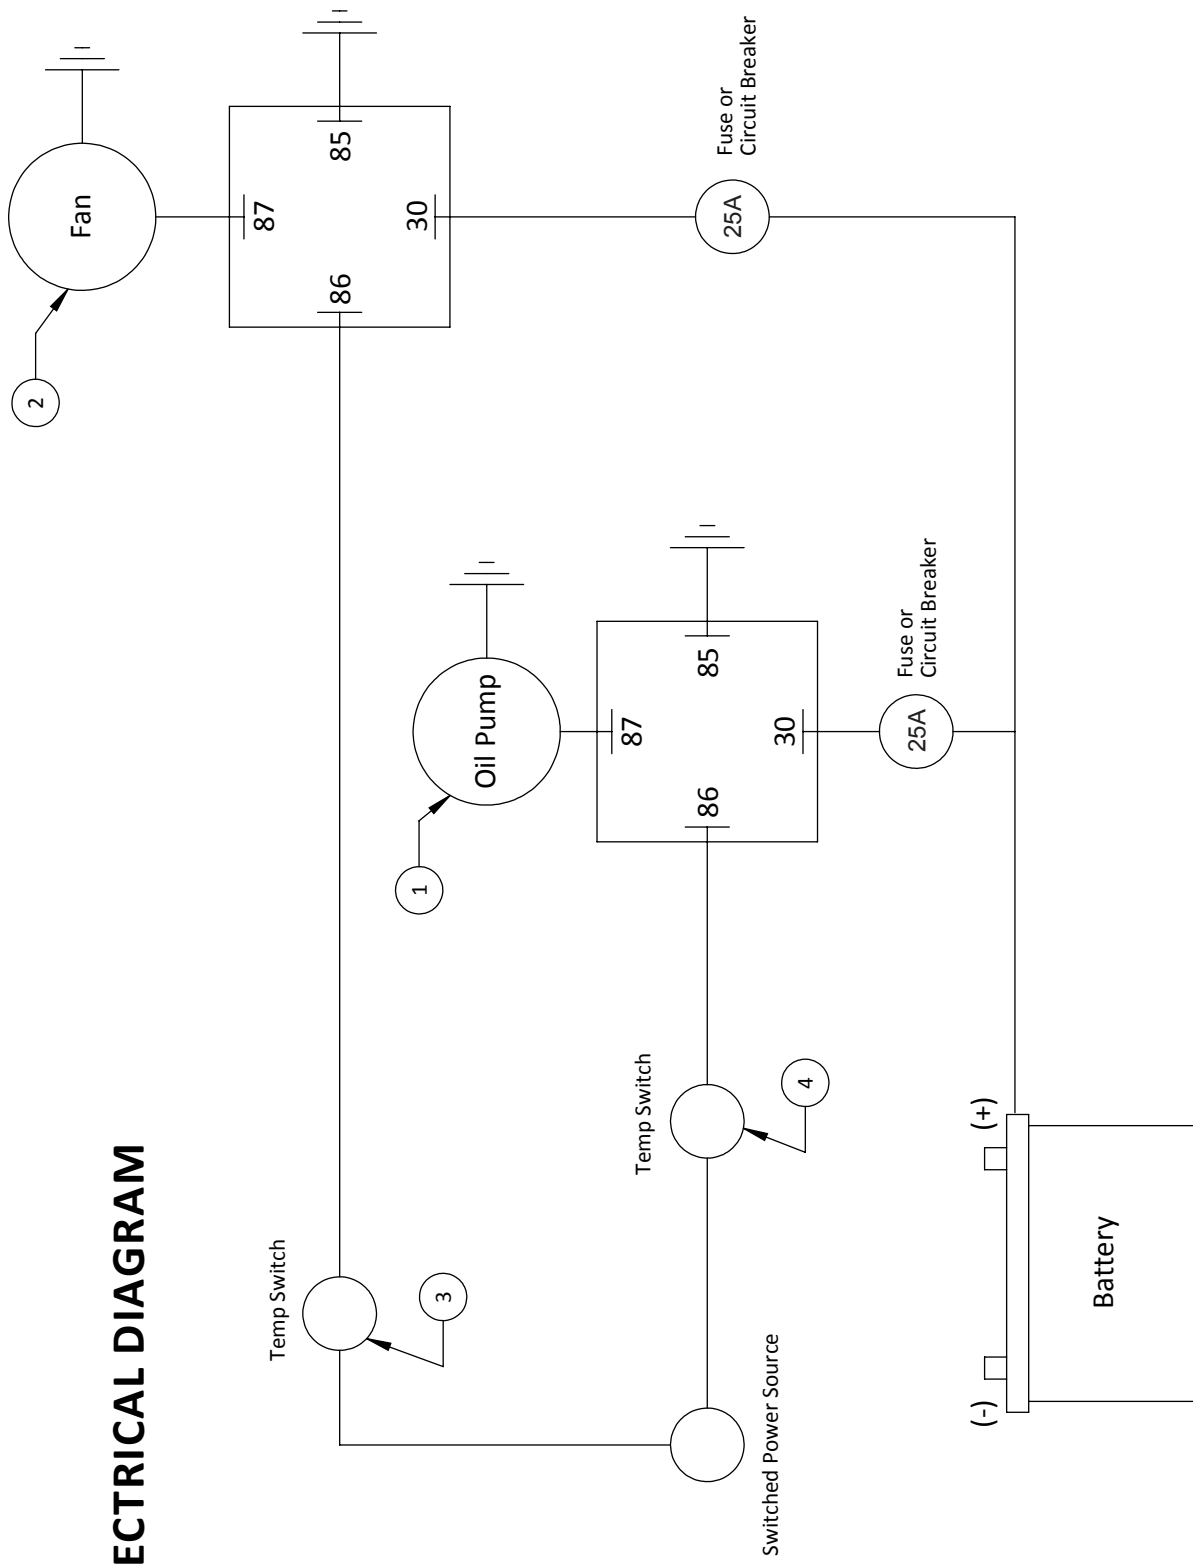 ECTRICAL DIAGRAM
Temp Switch
3
2
Fan
86
87
85
30
25A
Fuse or
Circuit Breaker
1
Oil Pump
86
87
85
30
25A
Fuse or
Circuit Breaker
Temp Switch
4
Switched Power Source
(-)
(+)
Battery